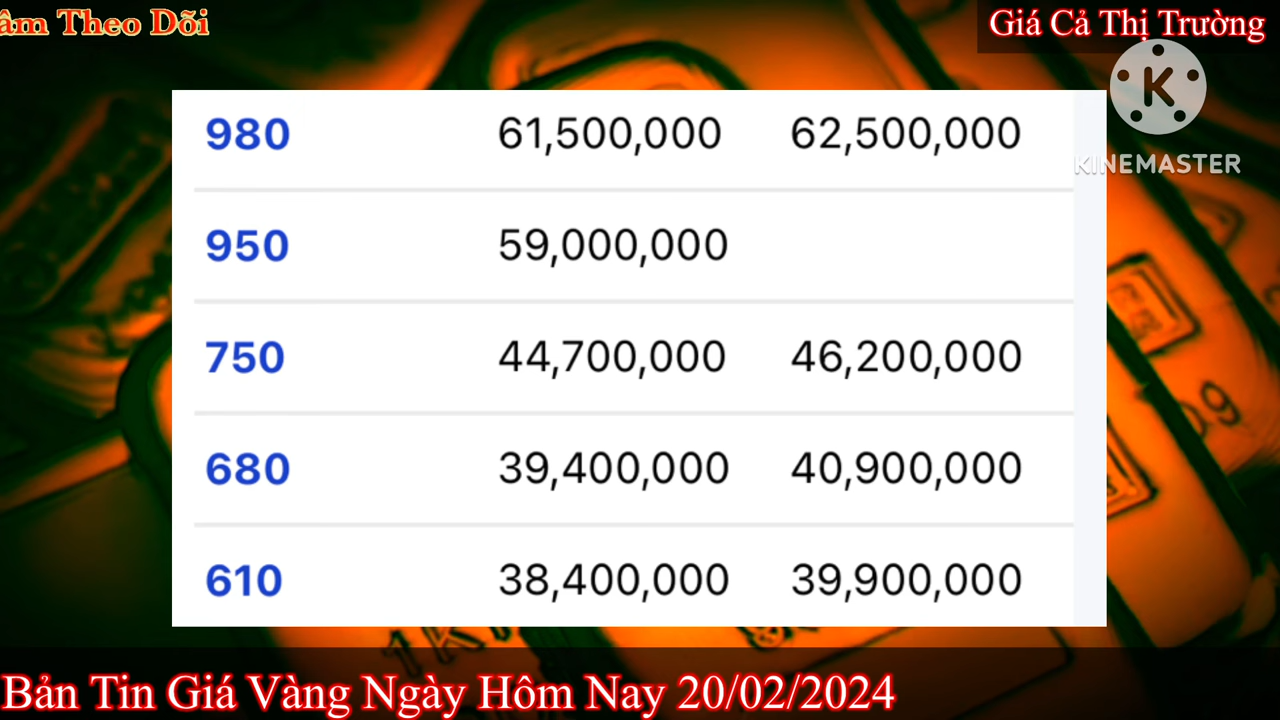 Theo Dõi
Giá Cả Thị Trường
K
KINEMASTER
980 61,500,000 62,500,000
950 59,000,000
750 44,700,000 46,200,000
680 39,400,000 40,900,000
610 38,400,000 39,900,000
Bản Tin Giá Vàng Ngày Hôm Nay 20/02/2024